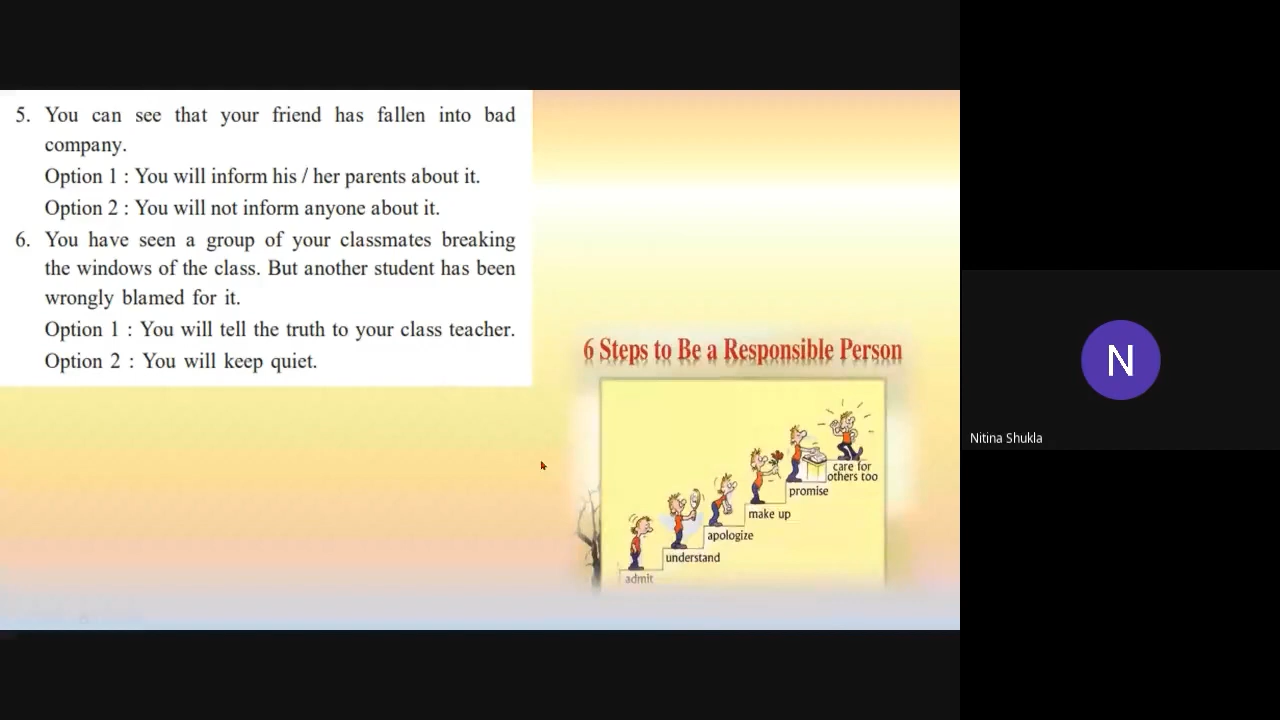 5. You can see that your friend has fallen into bad
company.
Option 1 : You will inform his / her parents about it.
Option 2 : You will not inform anyone about it.
6. You have seen a group of your classmates breaking
the windows of the class. But another student has been
wrongly blamed for it.
Option 1 : You will tell the truth to your class teacher.
Option 2 : You will keep quiet.
6 Steps to Be a Responsible Person
care for
others too
promise
make up
apologize
understand
admit
N
Nitina Shukla